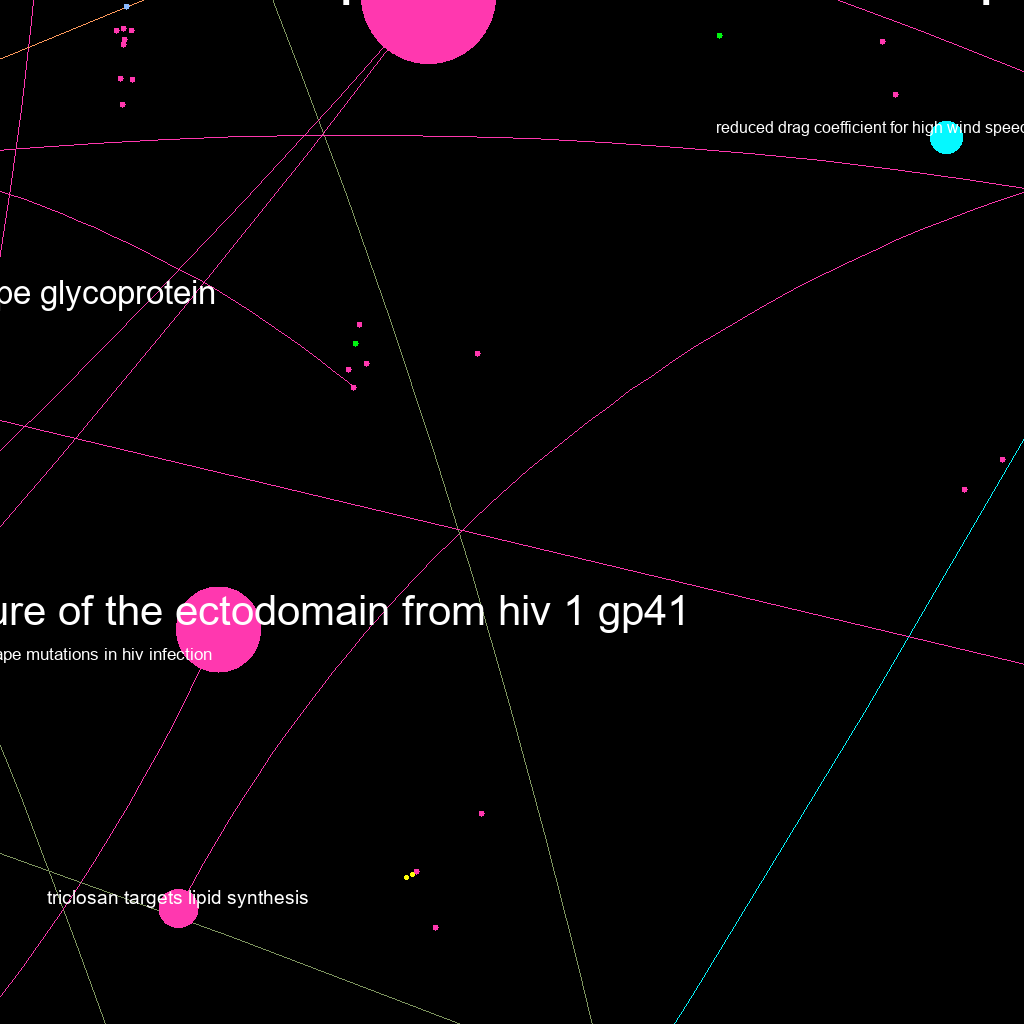 reduced drag coefficient for high wind speed
pe glycoprotein
ure of the ectodomain from hiv 1 gp41
ape mutations in hiv infection
triclosan targets lipid synthesis